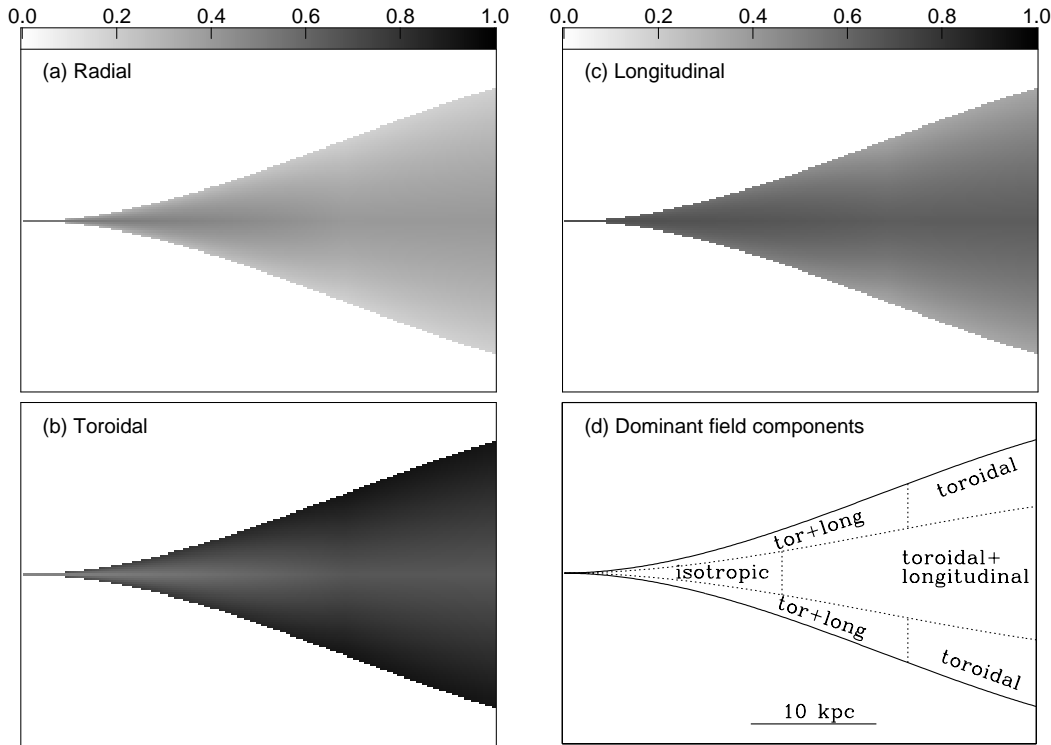 0.0 0.2 0.4 0.6 0.8 1.0
0.0 0.2 0.4 0.6 0.8 1.0
(a) Radial
(c) Longitudinal
(b) Toroidal
(d) Dominant field components
toroidal
tor+long
toroidal+
longitudinal
isotropic
tor+long
toroidal
10 kpc